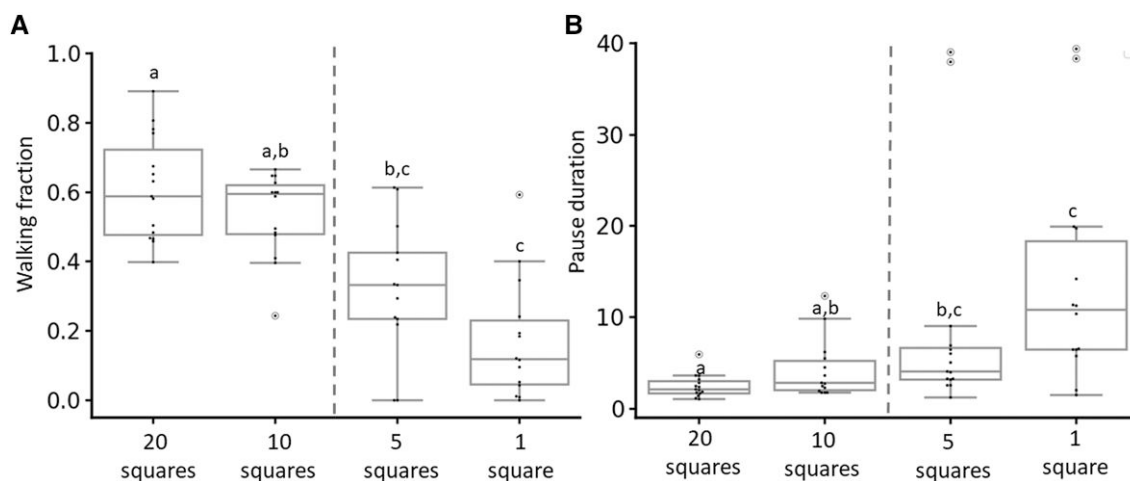 A
Walking fraction
1.0
0.8
0.6
0.4
0.2
0.0
a
a,b
b,c
c
20 squares
10 squares
5 squares
1 square
B
Pause duration
40
30
20
10
0
a
a,b
b,c
c
20 squares
10 squares
5 squares
1 square